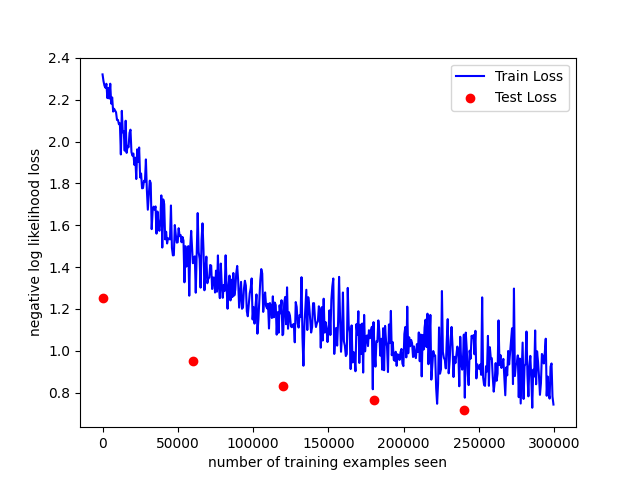 2.4
2.2
2.0
1.8
1.6
1.4
1.2
1.0
0.8
negative log likelihood loss
Train Loss
Test Loss
0 50000 100000 150000 200000 250000 300000
number of training examples seen